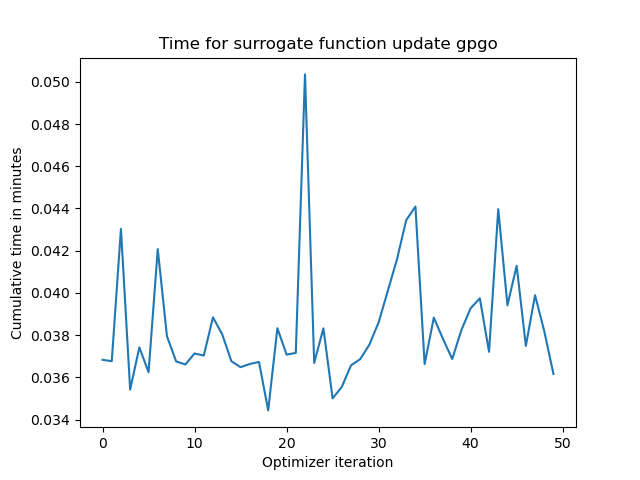 Time for surrogate function update gpgo
0.050
0.048
0.046
0.044
0.042
0.040
0.038
0.036
0.034
Cumulative time in minutes
0 10 20 30 40 50
Optimizer iteration